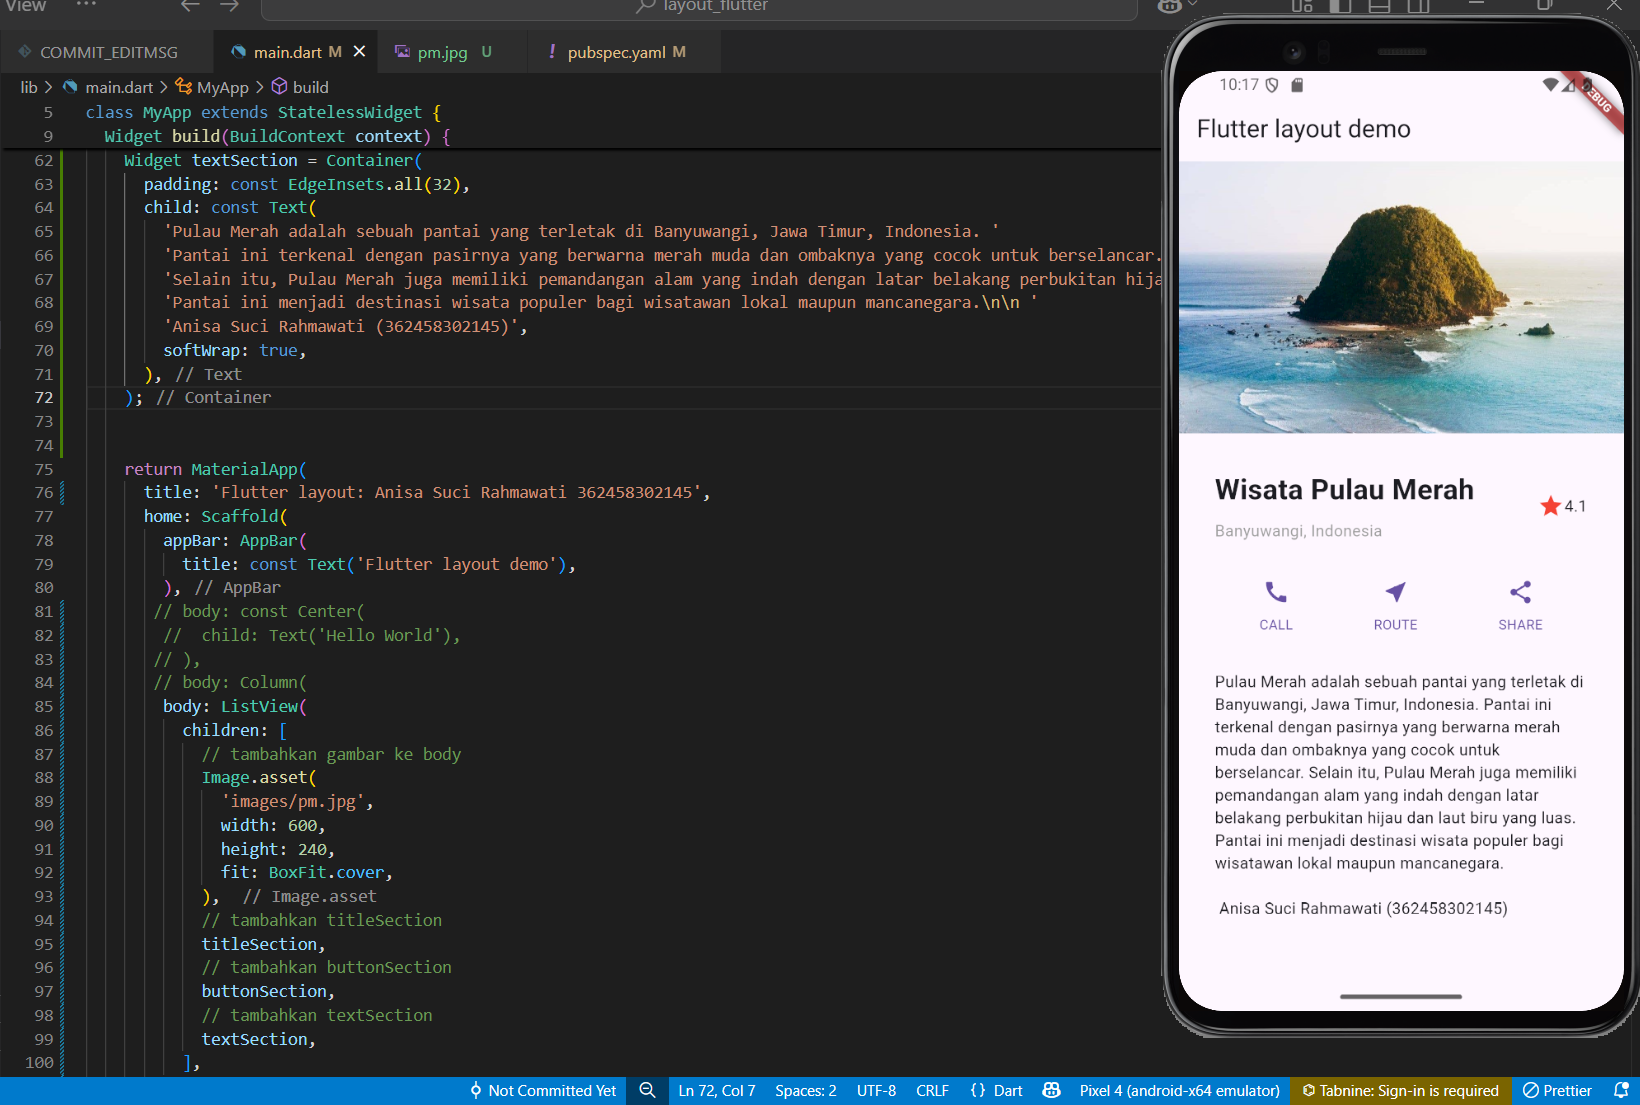 View ··· layout_flutter
COMMIT_EDITMSG main.dart M pm.jpg U ! pubspec.yaml M
lib > main.dart > MyApp > build
5 class MyApp extends StatelessWidget {
9 Widget build(BuildContext context) {
62 Widget textSection = Container(
63 padding: const EdgeInsets.all(32),
64 child: const Text(
65 'Pulau Merah adalah sebuah pantai yang terletak di Banyuwangi, Jawa Timur, Indonesia. '
66 'Pantai ini terkenal dengan pasirnya yang berwarna merah muda dan ombaknya yang cocok untuk berselancar.
67 'Selain itu, Pulau Merah juga memiliki pemandangan alam yang indah dengan latar belakang perbukitan hija
68 'Pantai ini menjadi destinasi wisata populer bagi wisatawan lokal maupun mancanegara.\n\n '
69 'Anisa Suci Rahmawati (362458302145)',
70 softWrap: true,
71 ), // Text
72 ); // Container
73
74
75 return MaterialApp(
76 title: 'Flutter layout: Anisa Suci Rahmawati 362458302145',
77 home: Scaffold(
78 appBar: AppBar(
79 title: const Text('Flutter layout demo'),
80 ), // AppBar
81 // body: const Center(
82 //  child: Text('Hello World'),
83 // ),
84 // body: Column(
85 body: ListView(
86 children: [
87 // tambahkan gambar ke body
88 Image.asset(
89 'images/pm.jpg',
90 width: 600,
91 height: 240,
92 fit: BoxFit.cover,
93 ),  // Image.asset
94 // tambahkan titleSection
95 titleSection,
96 // tambahkan buttonSection
97 buttonSection,
98 // tambahkan textSection
99 textSection,
100 ],
Not Committed Yet Ln 72, Col 7 Spaces: 2 UTF-8 CRLF {} Dart Pixel 4 (android-x64 emulator) Tabnine: Sign-in is required Prettier
10:17
DEBUG
Flutter layout demo
Wisata Pulau Merah
4.1
Banyuwangi, Indonesia
CALL ROUTE SHARE
Pulau Merah adalah sebuah pantai yang terletak di
Banyuwangi, Jawa Timur, Indonesia. Pantai ini
terkenal dengan pasirnya yang berwarna merah
muda dan ombaknya yang cocok untuk
berselancar. Selain itu, Pulau Merah juga memiliki
pemandangan alam yang indah dengan latar
belakang perbukitan hijau dan laut biru yang luas.
Pantai ini menjadi destinasi wisata populer bagi
wisatawan lokal maupun mancanegara.
Anisa Suci Rahmawati (362458302145)